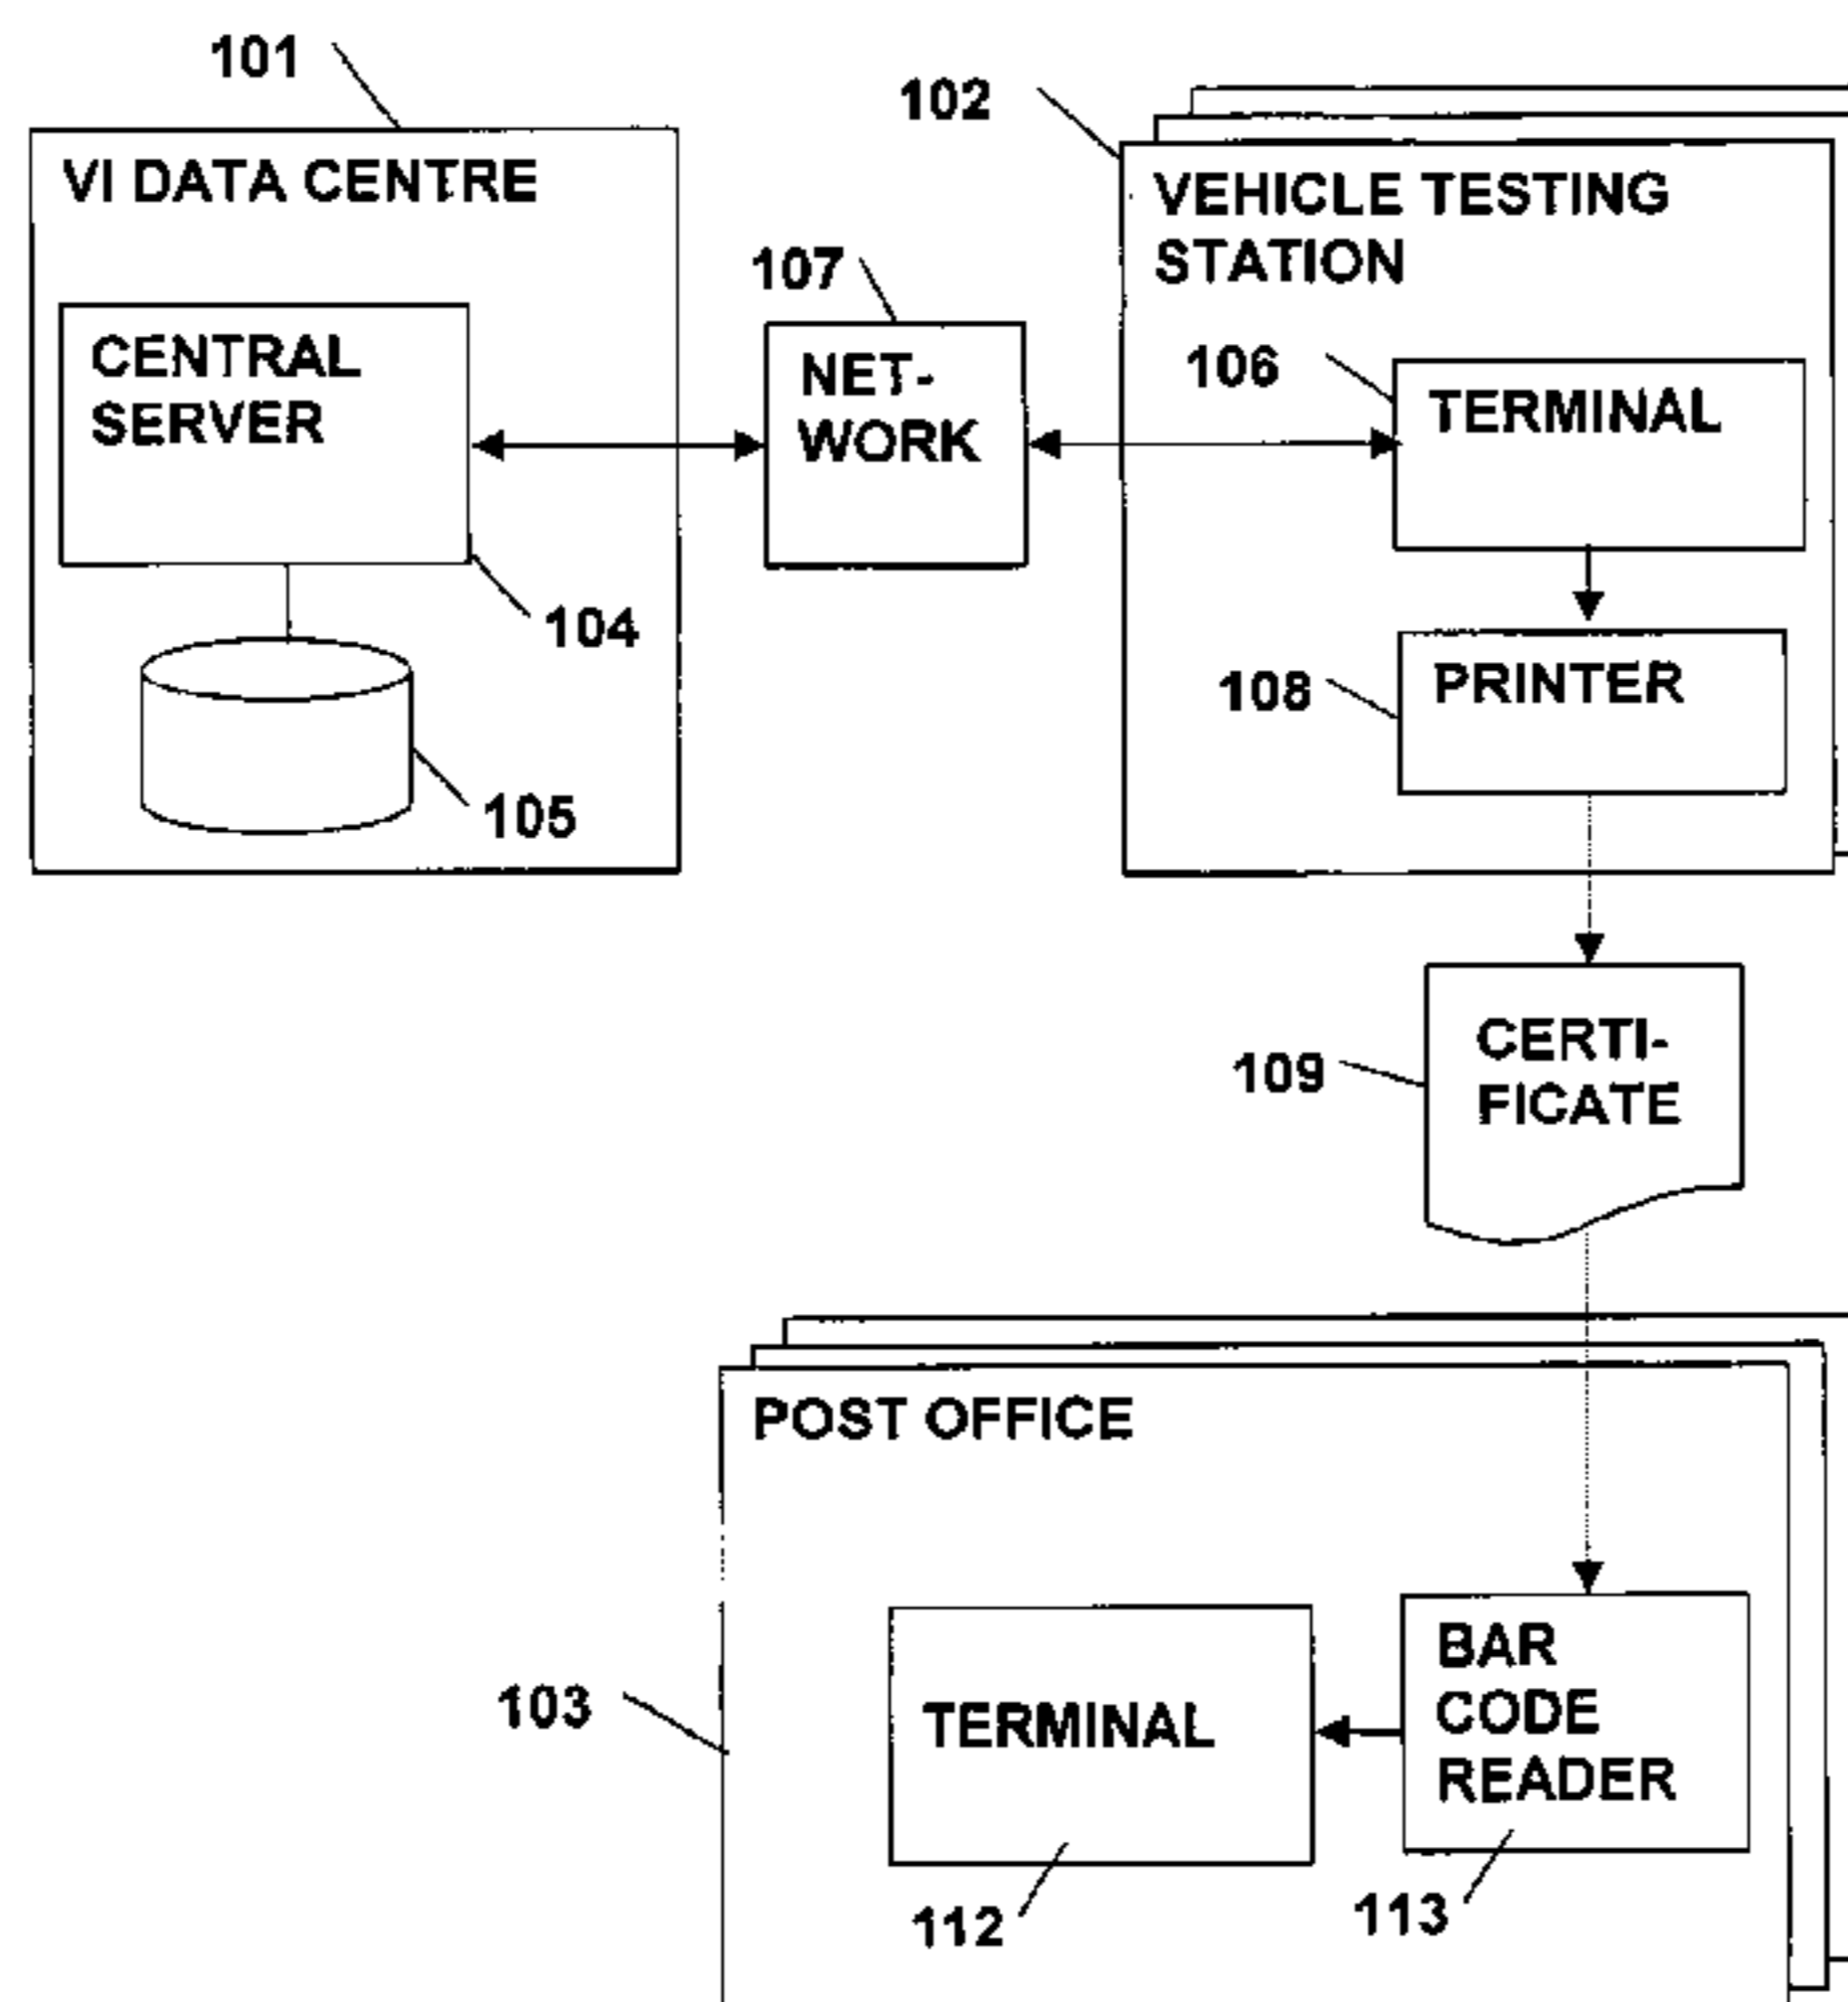 101
102
VI DATA CENTRE
VEHICLE TESTING
STATION
107
CENTRAL
SERVER
NET-
WORK
106
TERMINAL
104
108
PRINTER
105
109
CERTI-
FICATE
POST OFFICE
103
TERMINAL
BAR
CODE
READER
112
113